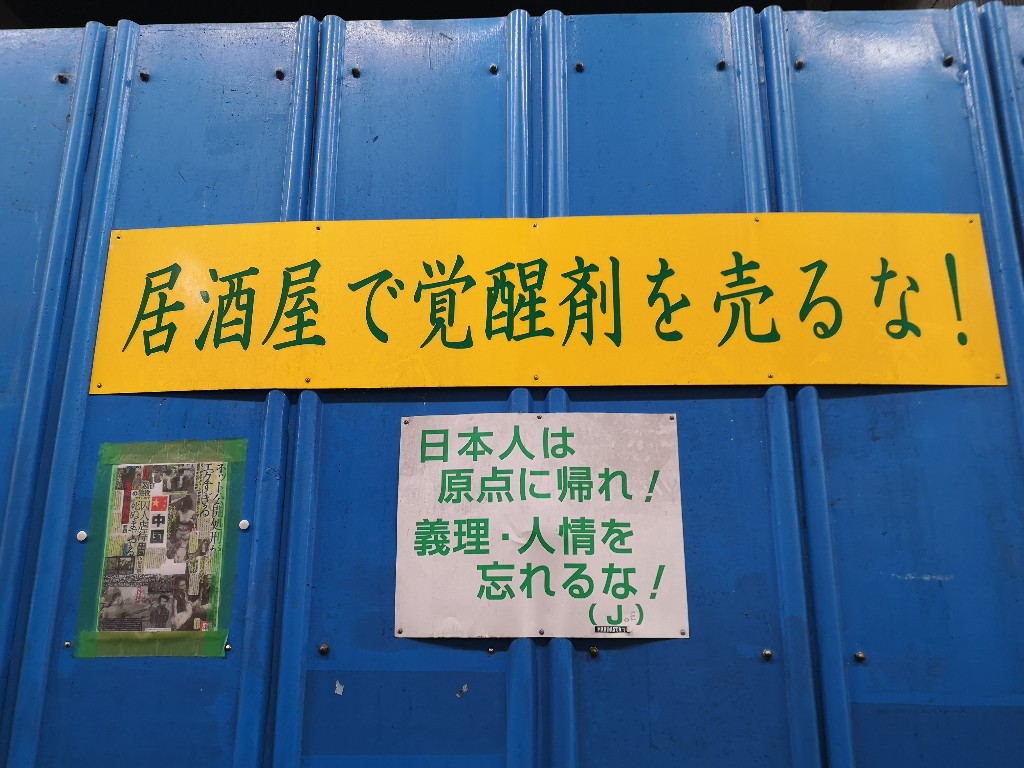 居酒屋で覚醒剤を売るな!
日本人は
原点に帰れ!
義理・人情を
忘れるな!
(J。)
中国